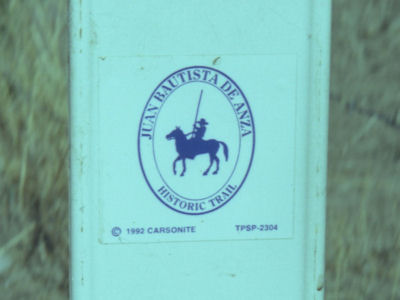 JUAN BAUTISTA DE ANZA
HISTORIC TRAIL
© 1992 CARSONITE TPSP-2304